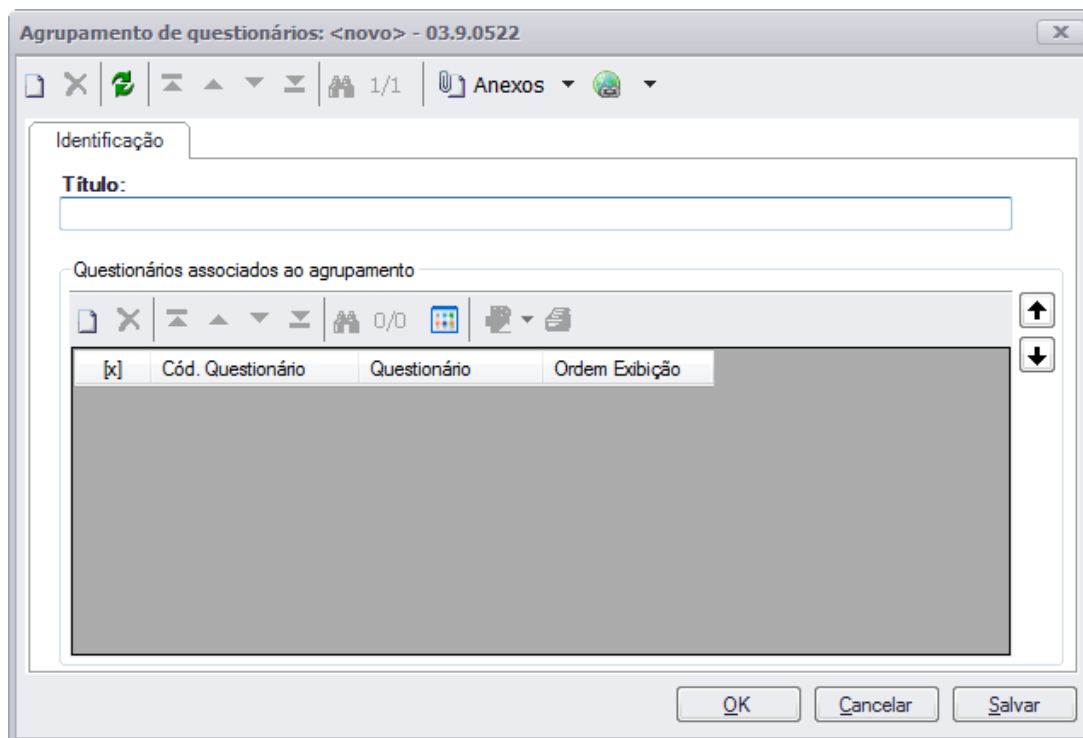 Agrupamento de questionários: <novo> - 03.9.0522
1/1 Anexos
Identificação
Título:
Questionários associados ao agrupamento
0/0
[x] Cód. Questionário Questionário Ordem Exibição
OK Cancelar Salvar